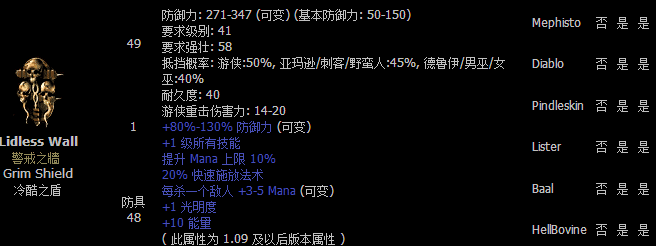 Lidless Wall
警戒之牆
Grim Shield
冷酷之盾
49
1
防具
48
防御力: 271-347 (可变) (基本防御力: 50-150)
要求级别: 41
要求强壮: 58
抵挡概率: 游侠:50%, 亚玛逊/刺客/野蛮人:45%, 德鲁伊/男巫/女
巫:40%
耐久度: 40
游侠重击伤害力: 14-20
+80%-130% 防御力 (可变)
+1 级所有技能
提升 Mana 上限 10%
20% 快速施放法术
每杀一个敌人 +3-5 Mana (可变)
+1 光明度
+10 能量
( 此属性为 1.09 及以后版本属性 )
Mephisto 否 是 是
Diablo 否 是 是
Pindleskin 否 是 是
Lister 否 是 是
Baal 否 是 是
HellBovine 否 是 是